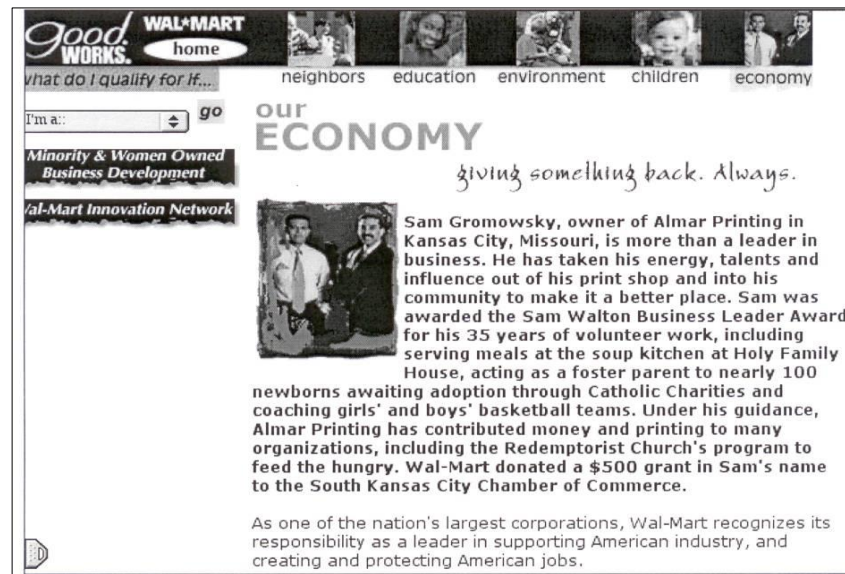 Good.
WORKS.
WAL★MART
home
neighbors education environment children economy
what do I qualify for if...
I'm a::
go
Minority & Women Owned
Business Development
Wal-Mart Innovation Network
our
ECONOMY
giving something back. Always.
Sam Gromowsky, owner of Almar Printing in
Kansas City, Missouri, is more than a leader in
business. He has taken his energy, talents and
influence out of his print shop and into his
community to make it a better place. Sam was
awarded the Sam Walton Business Leader Award
for his 35 years of volunteer work, including
serving meals at the soup kitchen at Holy Family
House, acting as a foster parent to nearly 100
newborns awaiting adoption through Catholic Charities and
coaching girls' and boys' basketball teams. Under his guidance,
Almar Printing has contributed money and printing to many
organizations, including the Redemptorist Church's program to
feed the hungry. Wal-Mart donated a $500 grant in Sam's name
to the South Kansas City Chamber of Commerce.
As one of the nation's largest corporations, Wal-Mart recognizes its
responsibility as a leader in supporting American industry, and
creating and protecting American jobs.